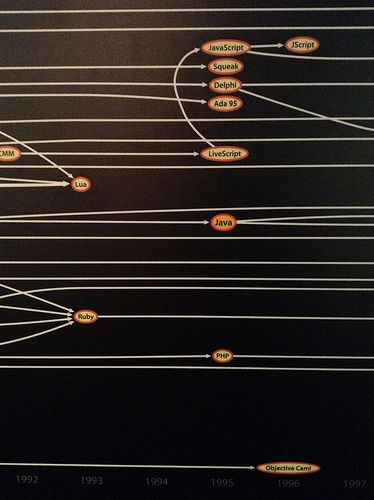 JavaScript
JScript
Squeak
Delphi
Ada 95
CMM
LiveScript
Lua
Java
Ruby
PHP
Objective Caml
1992 1993 1994 1995 1996 1997